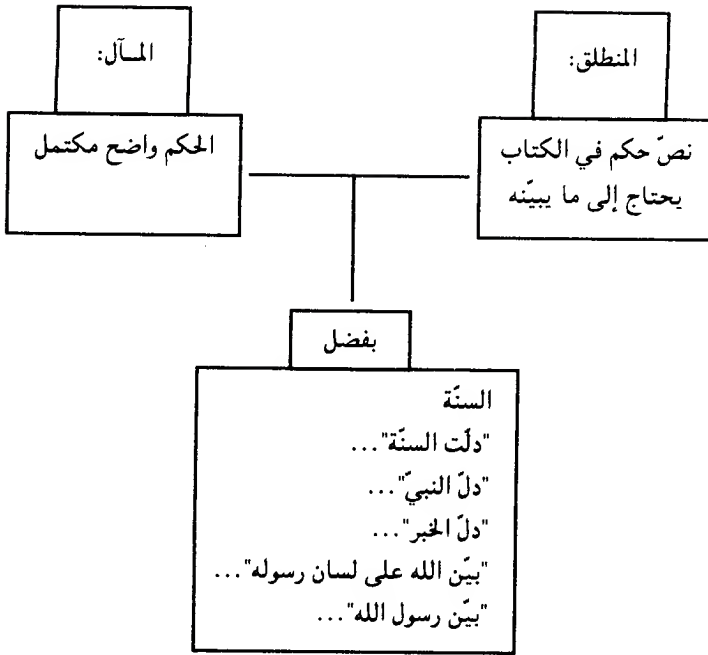 المنطلق:
نصّ حكم في الكتاب
يحتاج إلى ما يبيّنه
المـآل:
الحكم واضح مكتمل
بفضل
السنّة
"دلّت السنّة"...
"دلّ النبيّ"...
"دلّ الخبر"...
"بيّن الله على لسان رسوله"...
"بيّن رسول الله"...